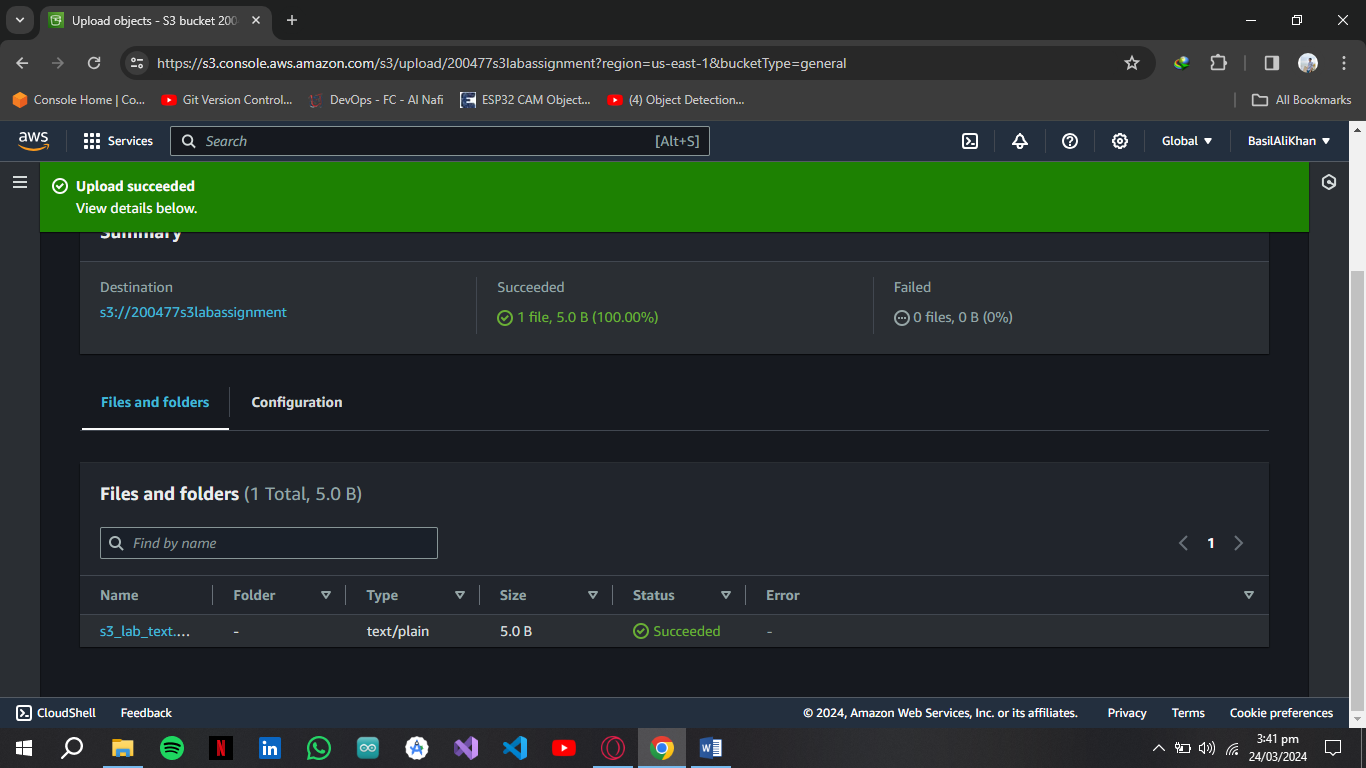 Upload objects - S3 bucket 200
https://s3.console.aws.amazon.com/s3/upload/200477s3labassignment?region=us-east-1&bucketType=general
Console Home | Co...
Git Version Control...
DevOps - FC - Al Nafi
ESP32 CAM Object...
(4) Object Detection...
All Bookmarks
aws
Services
Search
[Alt+S]
Global
BasilAliKhan
Upload succeeded
View details below.
Summary
Destination
Succeeded
Failed
s3://200477s3labassignment
1 file, 5.0 B (100.00%)
0 files, 0 B (0%)
Files and folders
Configuration
Files and folders (1 Total, 5.0 B)
Find by name
1
Name
Folder
Type
Size
Status
Error
s3_lab_text....
-
text/plain
5.0 B
Succeeded
-
CloudShell
Feedback
© 2024, Amazon Web Services, Inc. or its affiliates.
Privacy
Terms
Cookie preferences
3:41 pm
24/03/2024